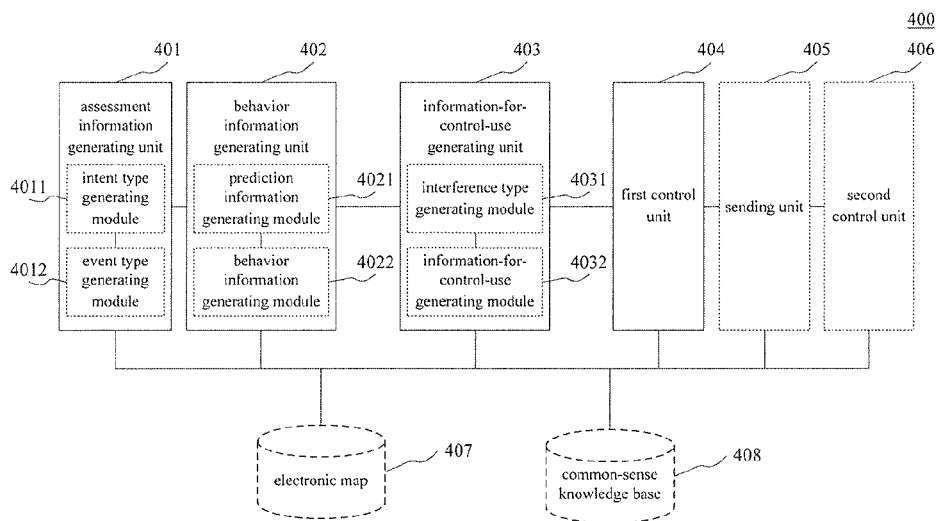 400
401
402
403
404
405
406
assessment
information
generating unit
4011
intent type
generating
module
4012
event type
generating
module
behavior
information
generating unit
prediction
information
generating module
4021
behavior
information
generating module
4022
information-for-
control-use
generating unit
interference type
generating module
4031
information-for-
control-use
generating module
4032
first control
unit
sending unit
second
control unit
electronic map
407
common-sense
knowledge base
408